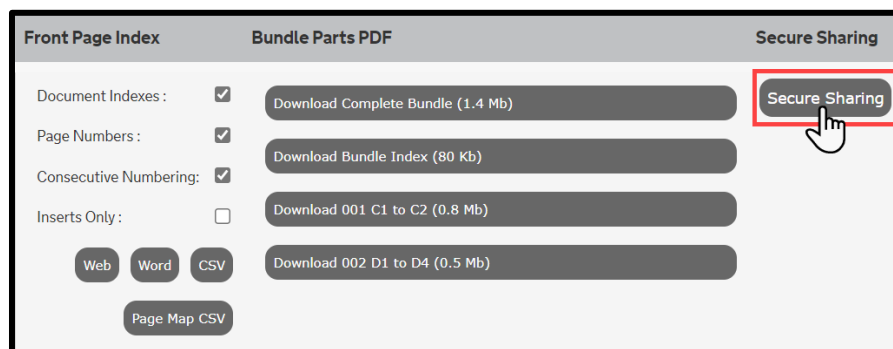 Front Page Index
Bundle Parts PDF
Secure Sharing
Document Indexes :
Page Numbers :
Consecutive Numbering:
Inserts Only :
Web
Word
CSV
Page Map CSV
Download Complete Bundle (1.4 Mb)
Download Bundle Index (80 Kb)
Download 001 C1 to C2 (0.8 Mb)
Download 002 D1 to D4 (0.5 Mb)
Secure Sharing